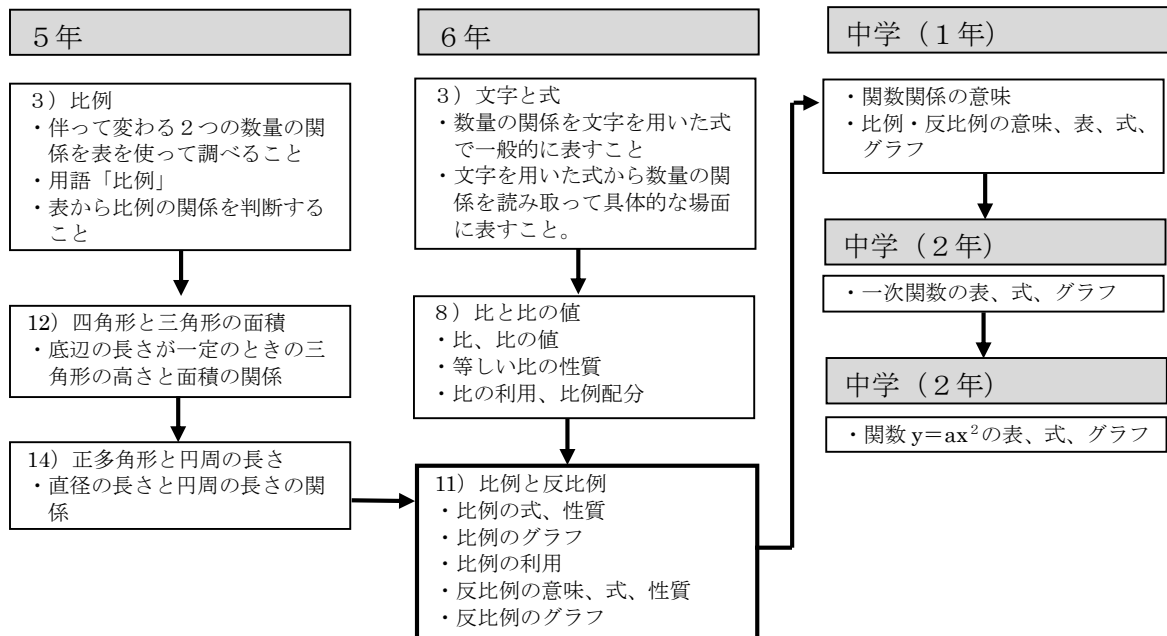 ５年
3）比例
・伴って変わる２つの数量の関
係を表を使って調べること
・用語「比例」
・表から比例の関係を判断する
こと
12）四角形と三角形の面積
・底辺の長さが一定のときの三
角形の高さと面積の関係
14）正多角形と円周の長さ
・直径の長さと円周の長さの関
係
６年
3）文字と式
・数量の関係を文字を用いた式
で一般的に表すこと
・文字を用いた式から数量の関
係を読み取って具体的な場面
に表すこと。
8）比と比の値
・比、比の値
・等しい比の性質
・比の利用、比例配分
11）比例と反比例
・比例の式、性質
・比例のグラフ
・比例の利用
・反比例の意味、式、性質
・反比例のグラフ
中学（１年）
・関数関係の意味
・比例・反比例の意味、表、式、
グラフ
中学（２年）
・一次関数の表、式、グラフ
中学（２年）
・関数 y＝ax²の表、式、グラフ